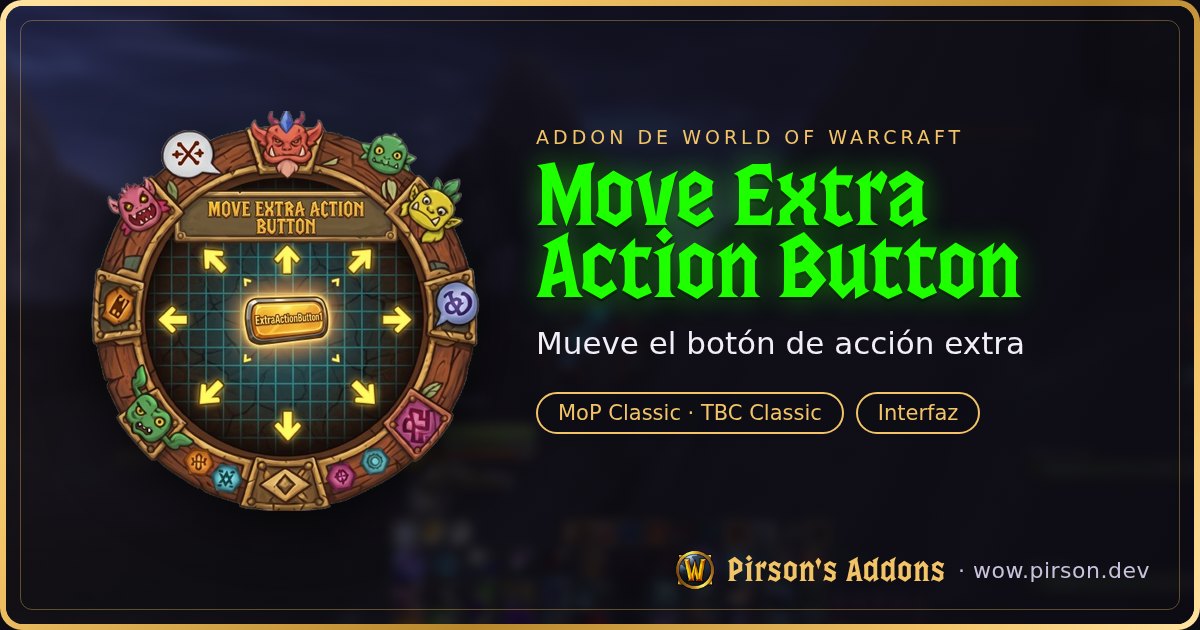 MOVE EXTRA ACTION
BUTTON
ExtraActionButton1
ADDON DE WORLD OF WARCRAFT
Move Extra
Action Button
Mueve el botón de acción extra
MoP Classic · TBC Classic
Interfaz
W Pirson's Addons · wow.pirson.dev